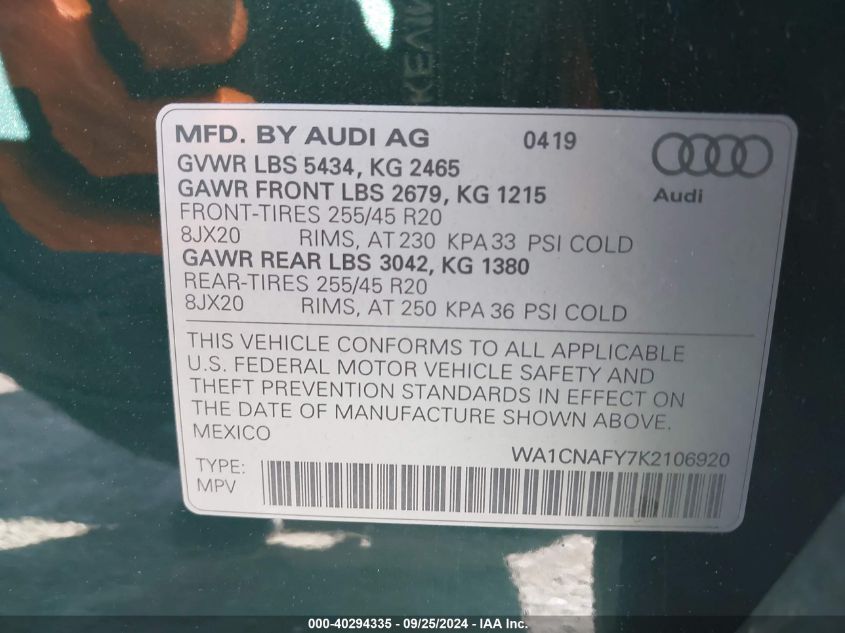 MFD. BY AUDI AG 0419
GVWR LBS 5434, KG 2465
GAWR FRONT LBS 2679, KG 1215
Audi
FRONT-TIRES 255/45 R20
8JX20 RIMS, AT 230 KPA 33 PSI COLD
GAWR REAR LBS 3042, KG 1380
REAR-TIRES 255/45 R20
8JX20 RIMS, AT 250 KPA 36 PSI COLD
THIS VEHICLE CONFORMS TO ALL APPLICABLE
U.S. FEDERAL MOTOR VEHICLE SAFETY AND
THEFT PREVENTION STANDARDS IN EFFECT ON
THE DATE OF MANUFACTURE SHOWN ABOVE.
MEXICO
WA1CNAFY7K2106920
TYPE:
MPV
000-40294335 - 09/25/2024 - IAA Inc.